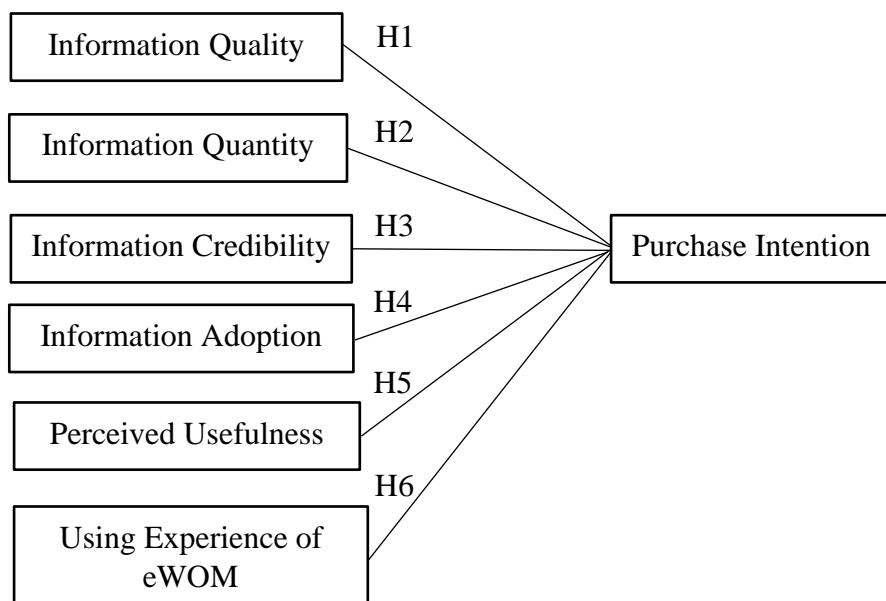 Information Quality
H1
Information Quantity
H2
Information Credibility
H3
Purchase Intention
Information Adoption
H4
Perceived Usefulness
H5
Using Experience of
eWOM
H6